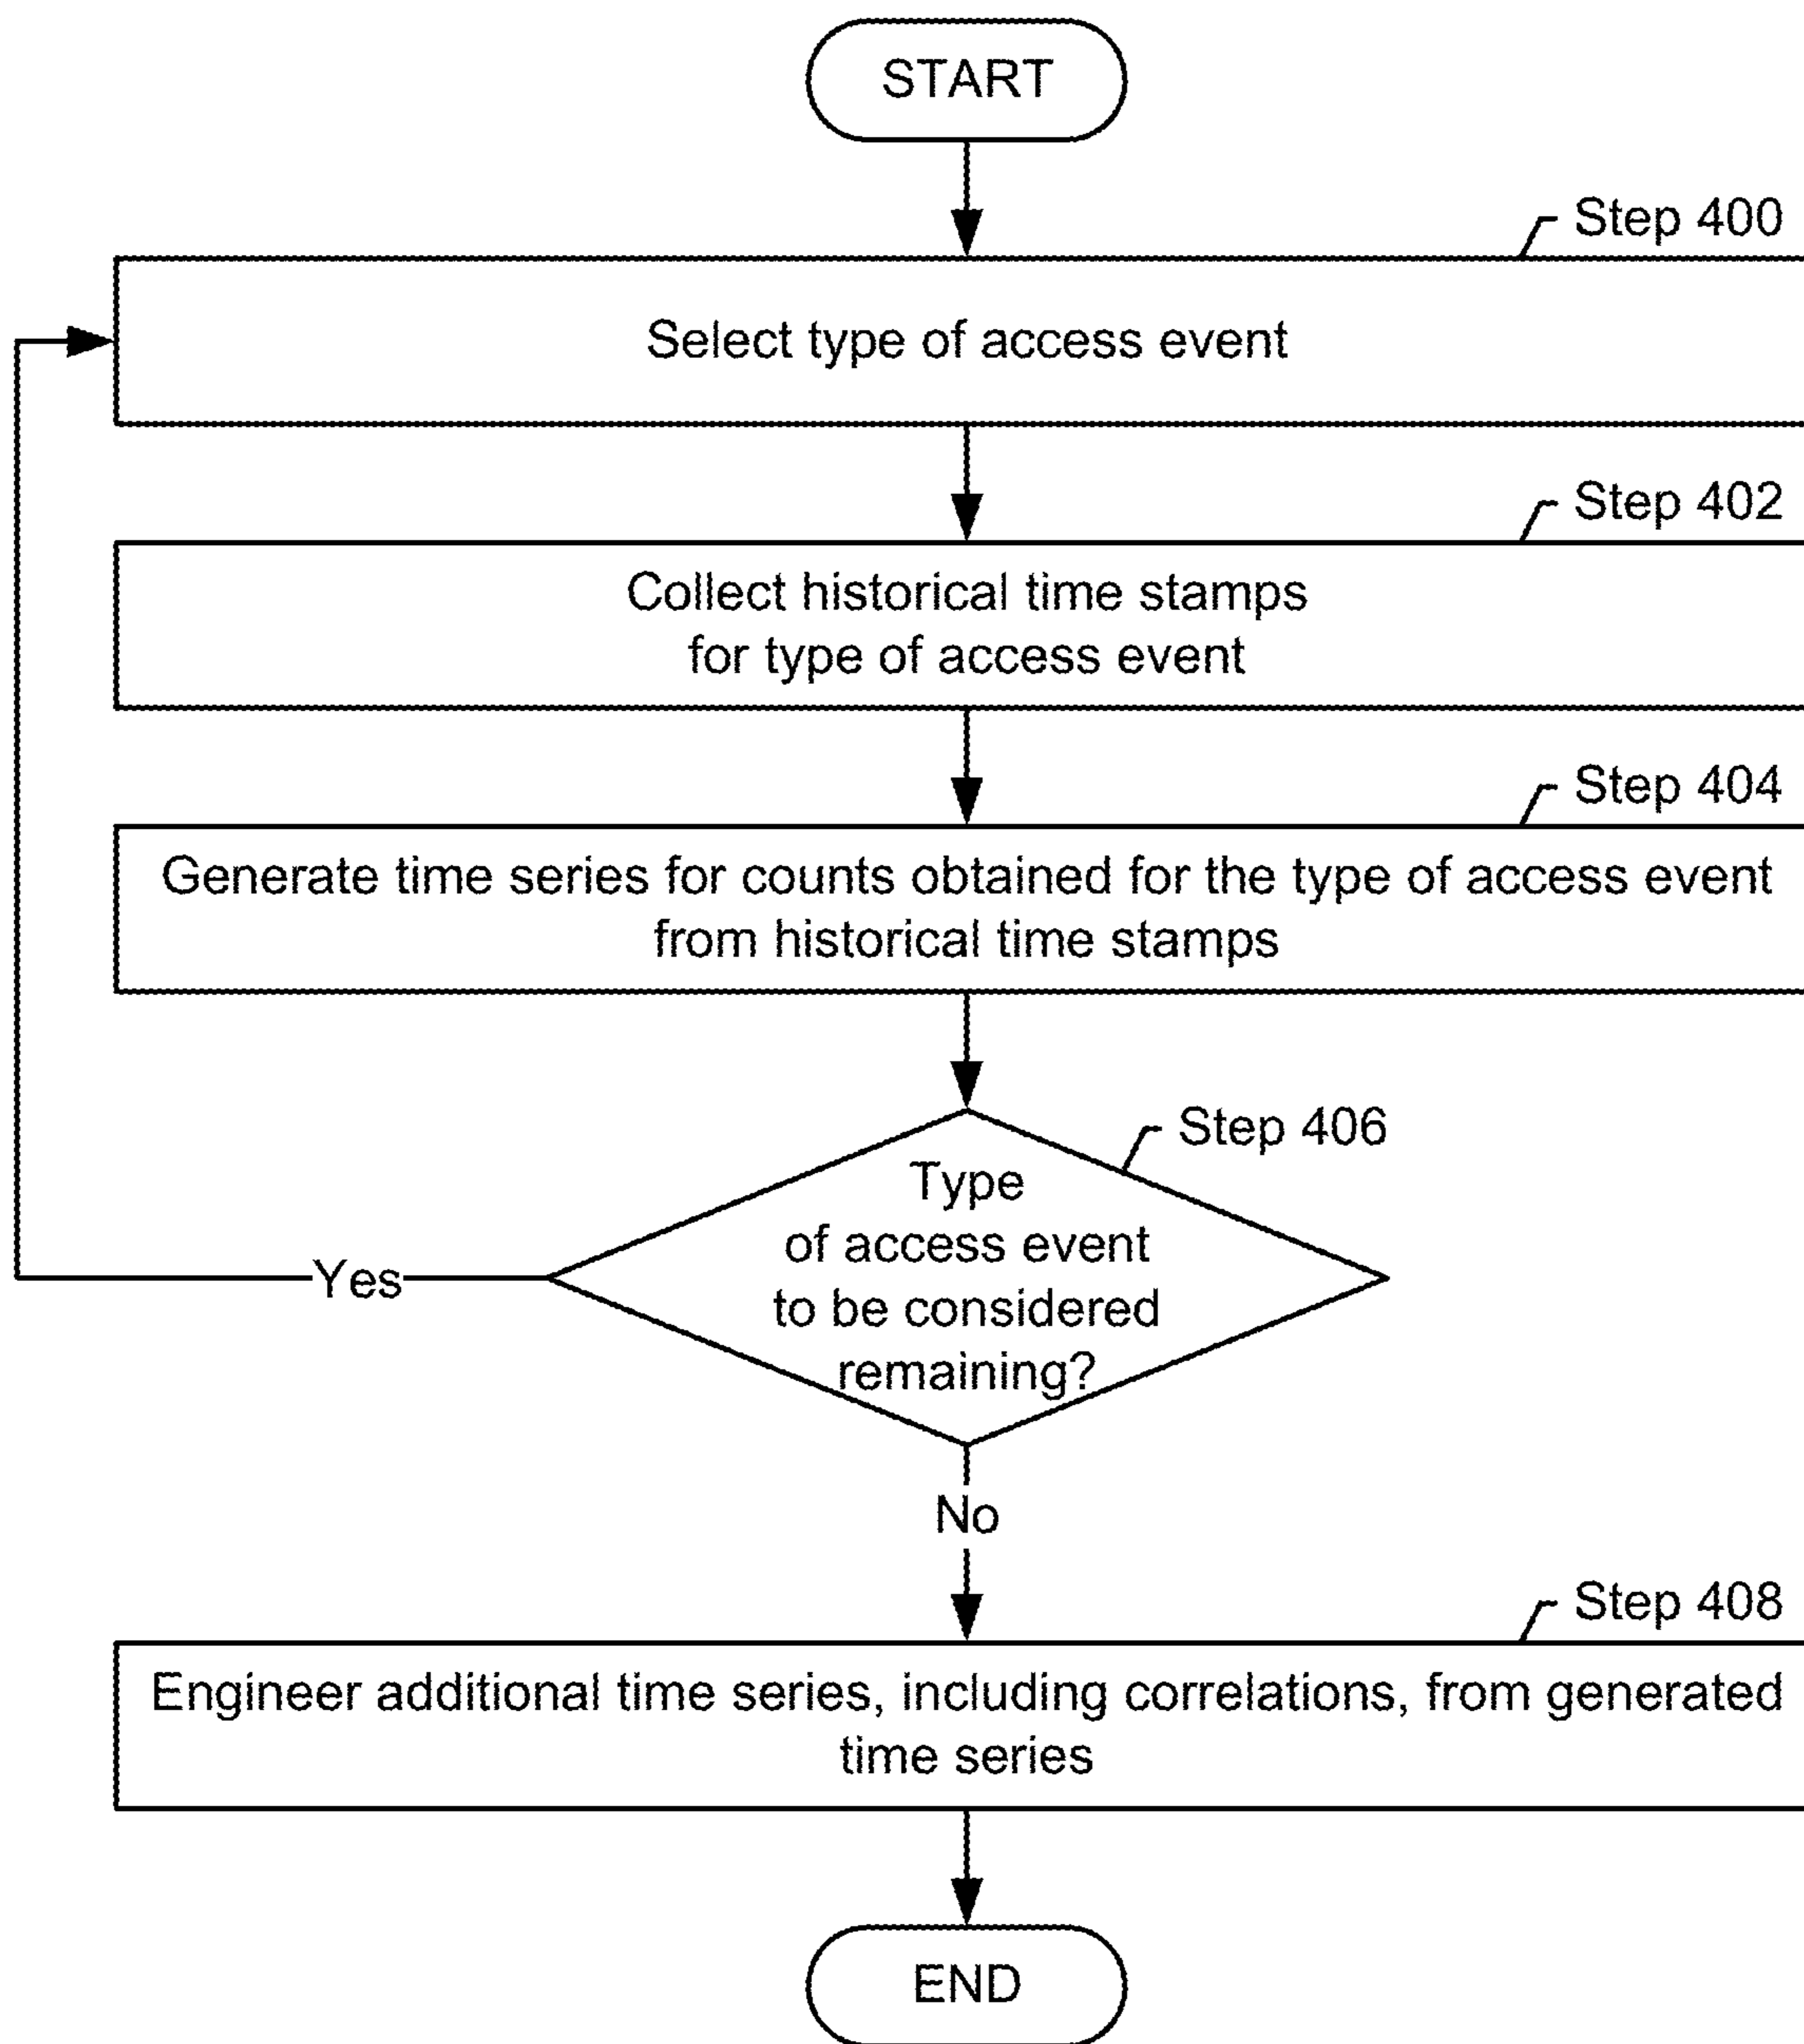 START
Step 400
Select type of access event
Step 402
Collect historical time stamps
for type of access event
Step 404
Generate time series for counts obtained for the type of access event
from historical time stamps
Step 406
Type
of access event
to be considered
remaining?
Yes
No
Step 408
Engineer additional time series, including correlations, from generated
time series
END